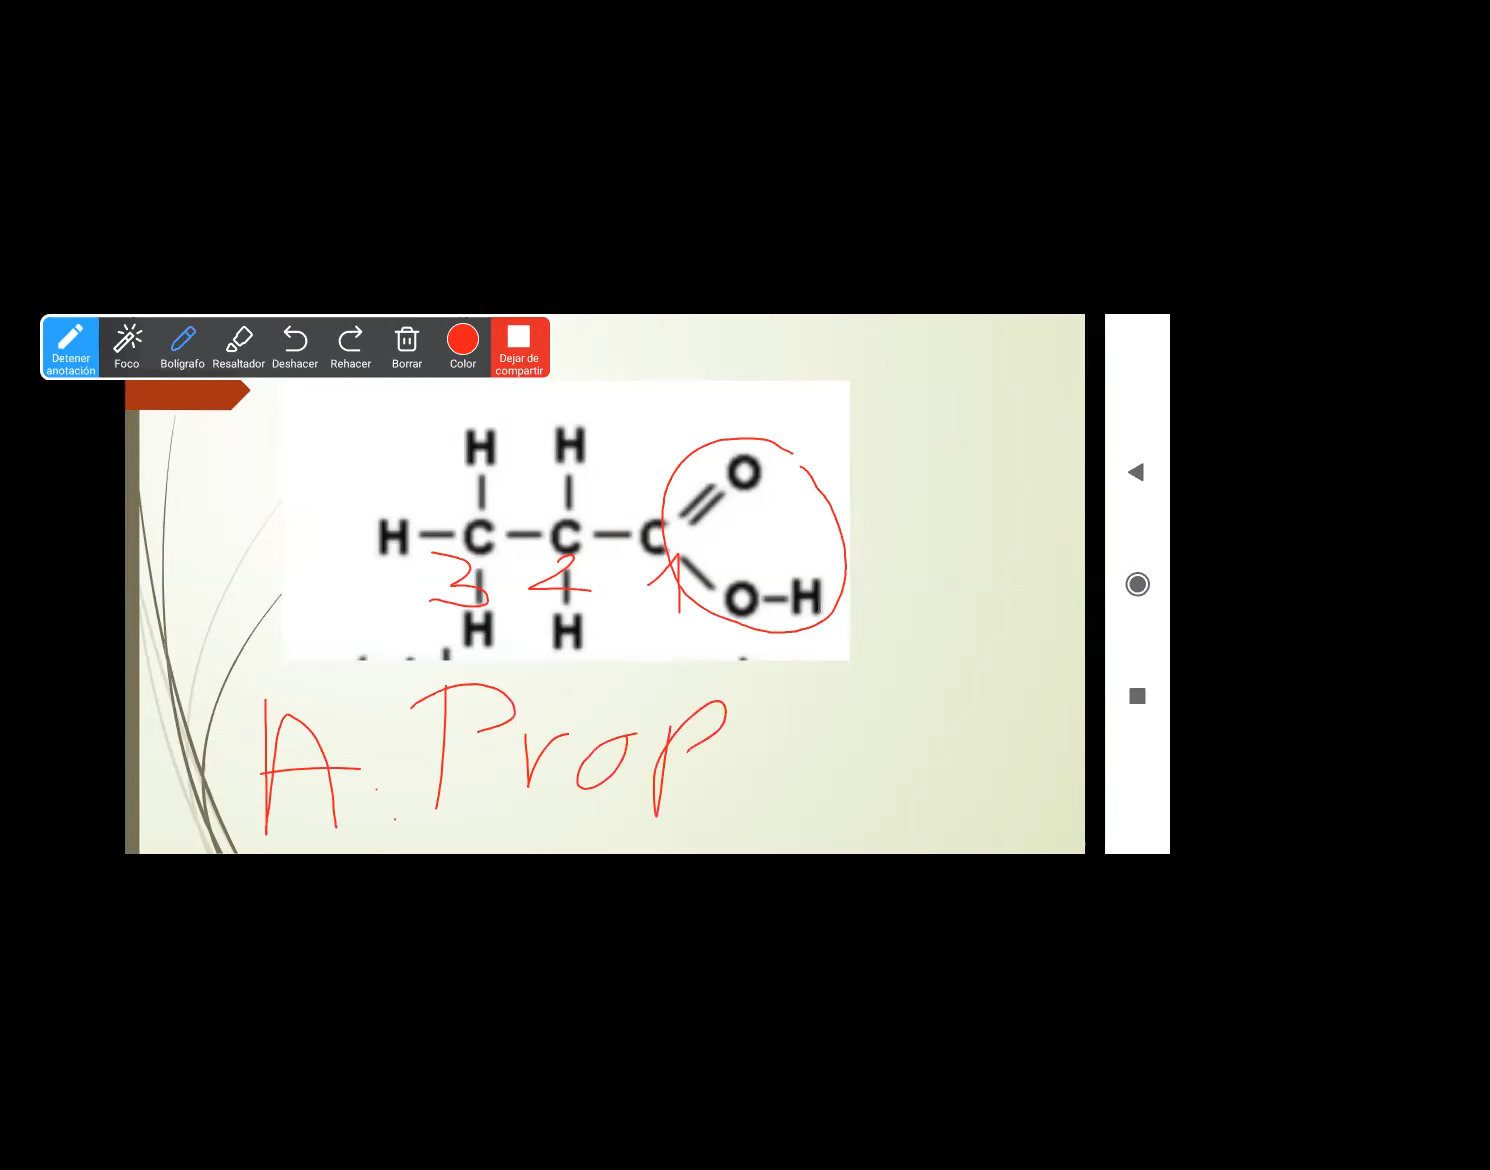 Detener anotación Foco Bolígrafo Resaltador Deshacer Rehacer Borrar Color Dejar de compartir
H H
O
H C C C
3 2 1
O H
H H
A. Prop